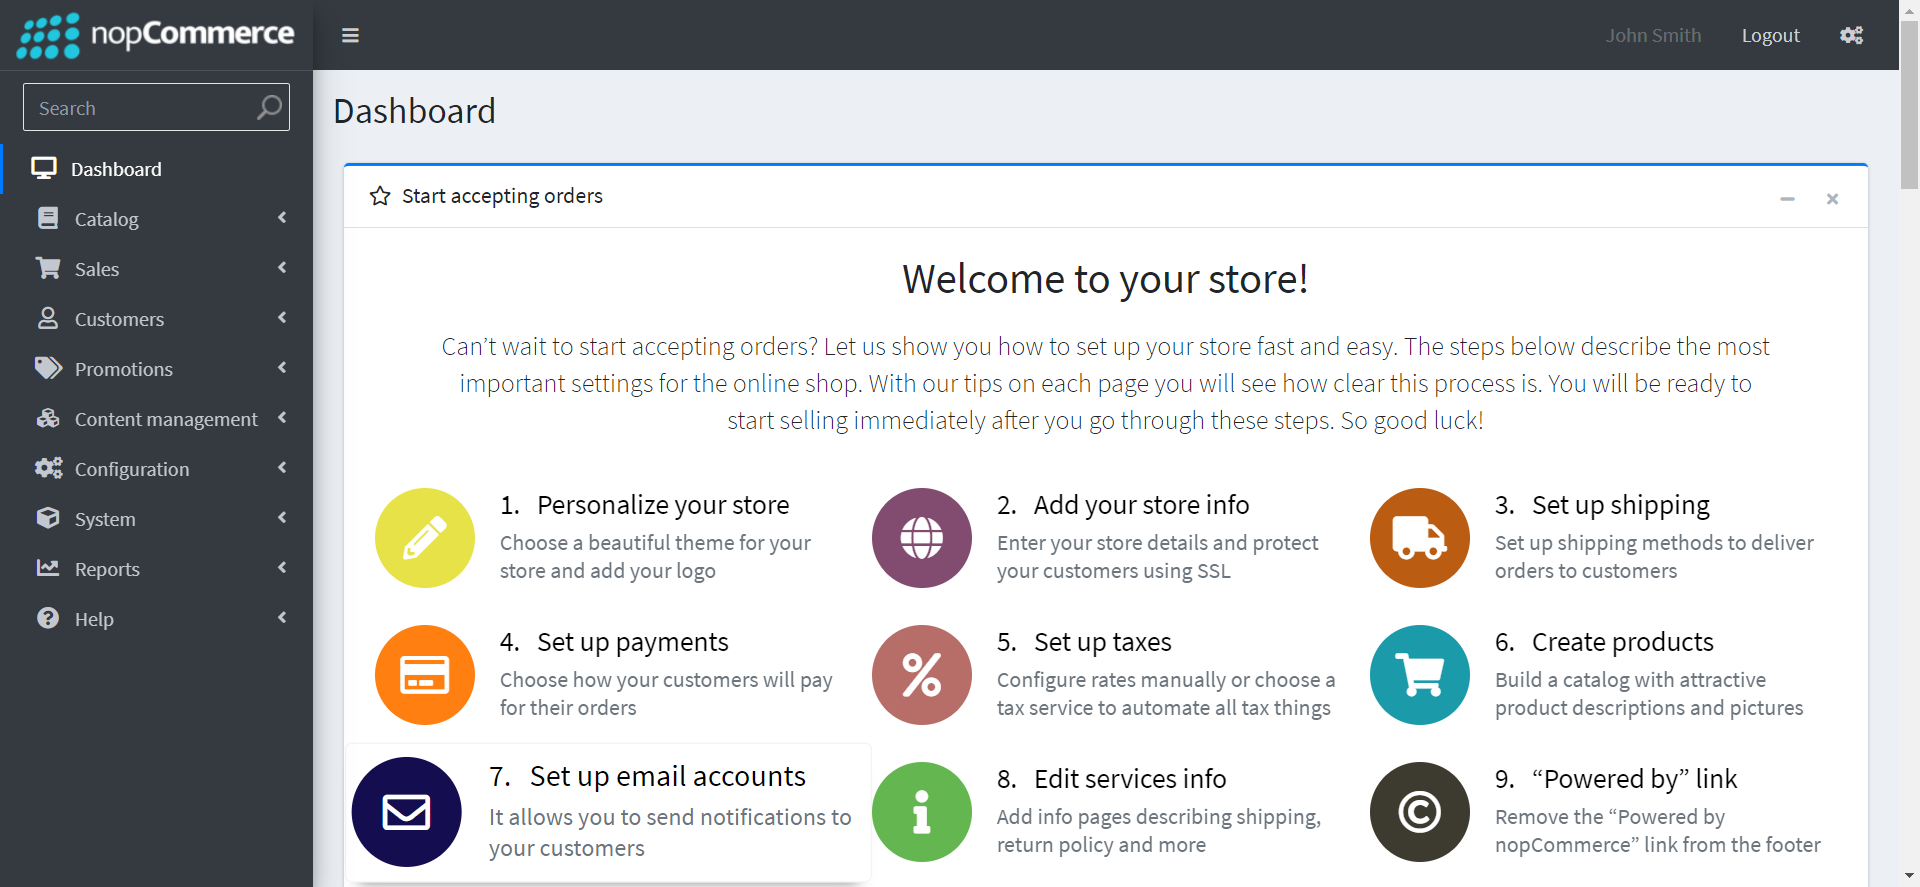 nopCommerce
John Smith
Logout
Search
Dashboard
Catalog
Sales
Customers
Promotions
Content management
Configuration
System
Reports
Help
Dashboard
Start accepting orders
Welcome to your store!
Can’t wait to start accepting orders? Let us show you how to set up your store fast and easy. The steps below describe the most
important settings for the online shop. With our tips on each page you will see how clear this process is. You will be ready to
start selling immediately after you go through these steps. So good luck!
1. Personalize your store
Choose a beautiful theme for your
store and add your logo
2. Add your store info
Enter your store details and protect
your customers using SSL
3. Set up shipping
Set up shipping methods to deliver
orders to customers
4. Set up payments
Choose how your customers will pay
for their orders
5. Set up taxes
Configure rates manually or choose a
tax service to automate all tax things
6. Create products
Build a catalog with attractive
product descriptions and pictures
7. Set up email accounts
It allows you to send notifications to
your customers
8. Edit services info
Add info pages describing shipping,
return policy and more
9. “Powered by” link
Remove the “Powered by
nopCommerce” link from the footer